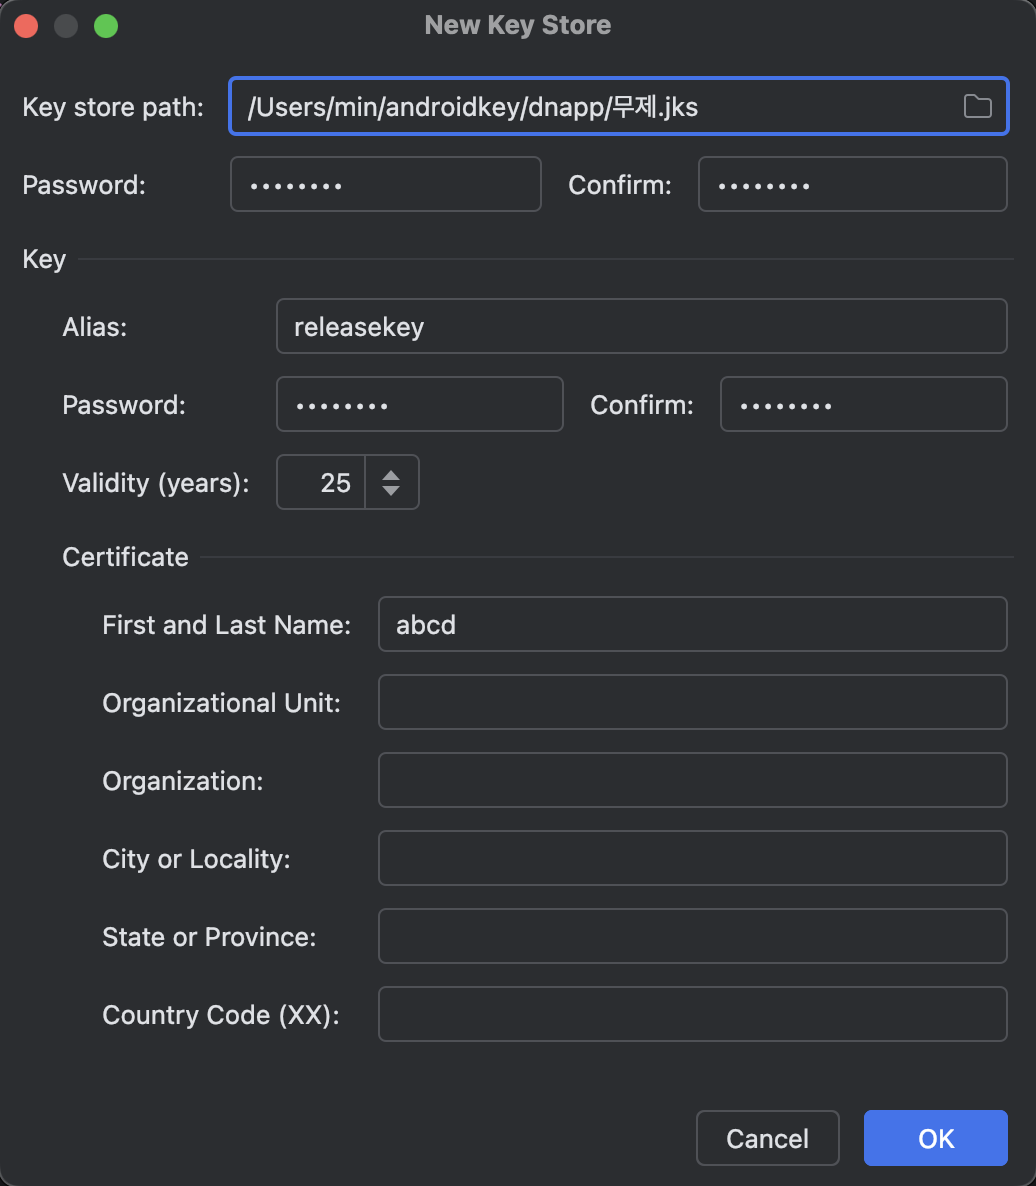 New Key Store
Key store path: /Users/min/androidkey/dnapp/무제.jks
Password: •••••••• Confirm: ••••••••
Key
Alias: releasekey
Password: •••••••• Confirm: ••••••••
Validity (years): 25
Certificate
First and Last Name: abcd
Organizational Unit:
Organization:
City or Locality:
State or Province:
Country Code (XX):
Cancel OK